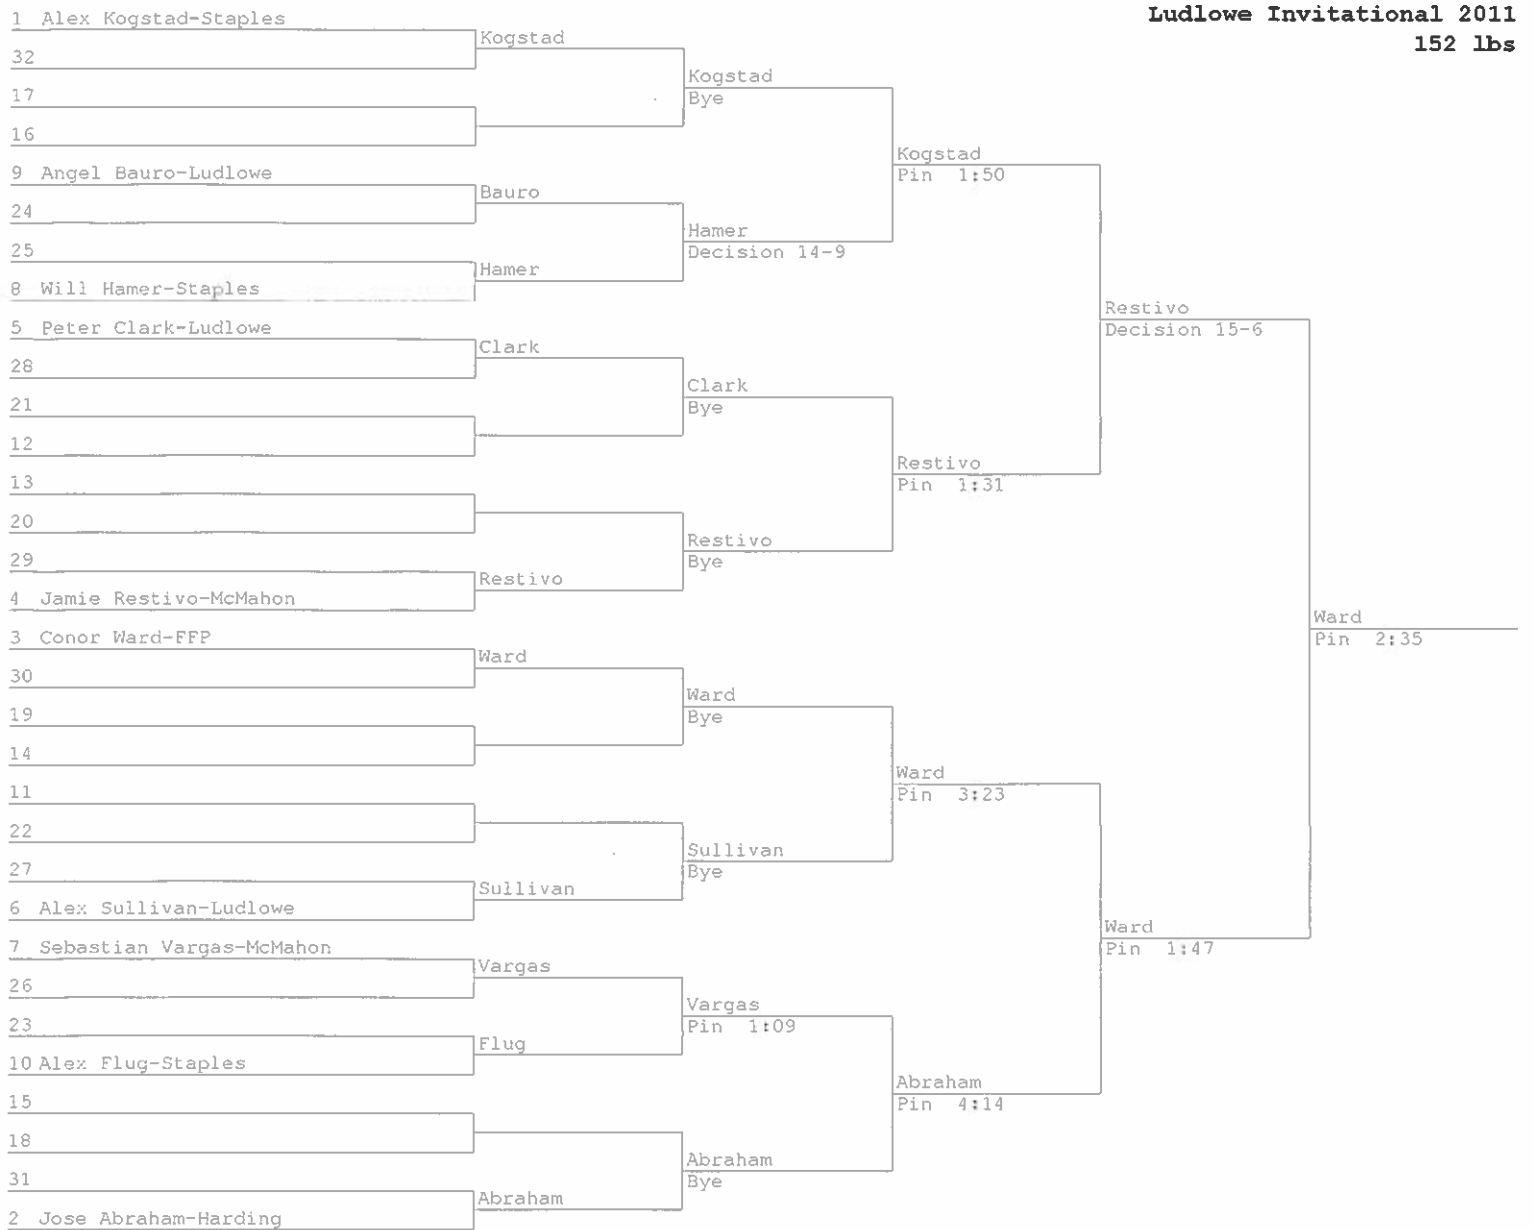 Ludlowe Invitational 2011
152 lbs
1 Alex Kogstad-Staples
32
17
16
9 Angel Bauro-Ludlowe
24
25
8 Will Hamer-Staples
5 Peter Clark-Ludlowe
28
21
12
13
20
29
4 Jamie Restivo-McMahon
3 Conor Ward-FFP
30
19
14
11
22
27
6 Alex Sullivan-Ludlowe
7 Sebastian Vargas-McMahon
26
23
10 Alex Flug-Staples
15
18
31
2 Jose Abraham-Harding
Kogstad
Bauro
Hamer
Clark
Restivo
Ward
Sullivan
Vargas
Flug
Abraham
Kogstad
Bye
Hamer
Decision 14-9
Clark
Bye
Restivo
Bye
Ward
Bye
Sullivan
Bye
Vargas
Pin 1:09
Abraham
Bye
Kogstad
Pin 1:50
Restivo
Pin 1:31
Ward
Pin 3:23
Abraham
Pin 4:14
Restivo
Decision 15-6
Ward
Pin 1:47
Ward
Pin 2:35